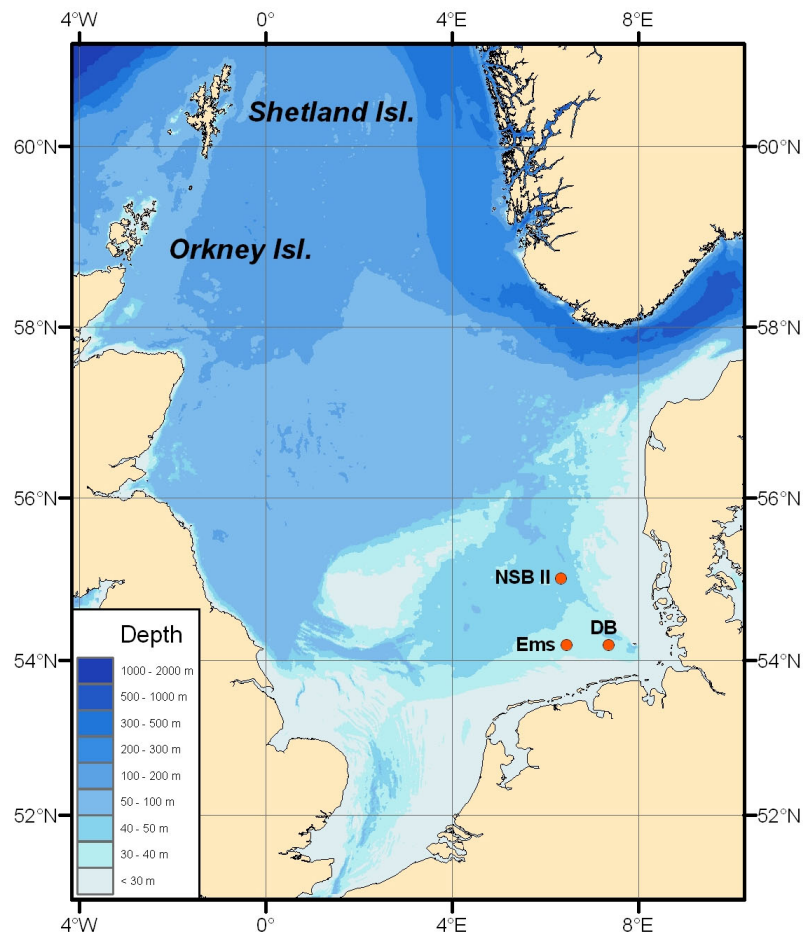 4°W 0° 4°E 8°E
Shetland Isl.
60°N 60°N
Orkney Isl.
58°N 58°N
56°N 56°N
NSB II
DB
Ems
Depth
54°N 54°N
1000 - 2000 m
500 - 1000 m
300 - 500 m
200 - 300 m
100 - 200 m
50 - 100 m
52°N 52°N
40 - 50 m
30 - 40 m
< 30 m
4°W 0° 4°E 8°E